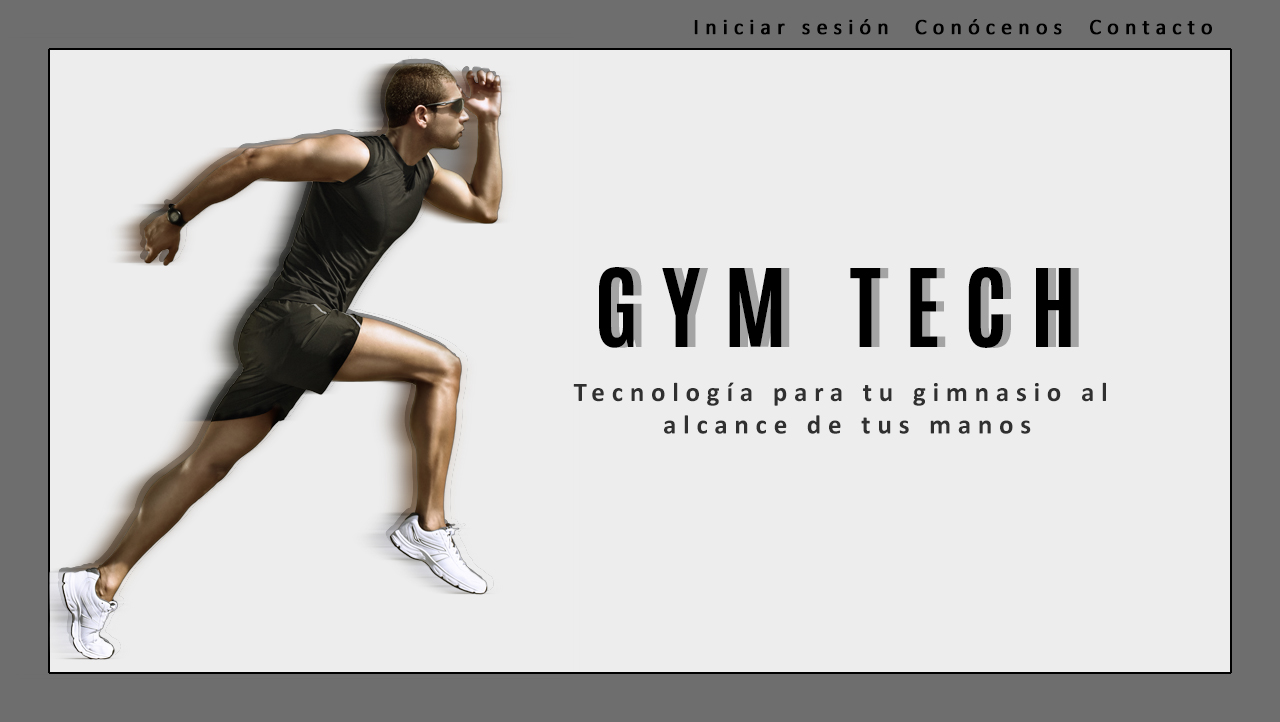 Iniciar sesión Conócenos Contacto
GYM TECH
Tecnología para tu gimnasio al
alcance de tus manos